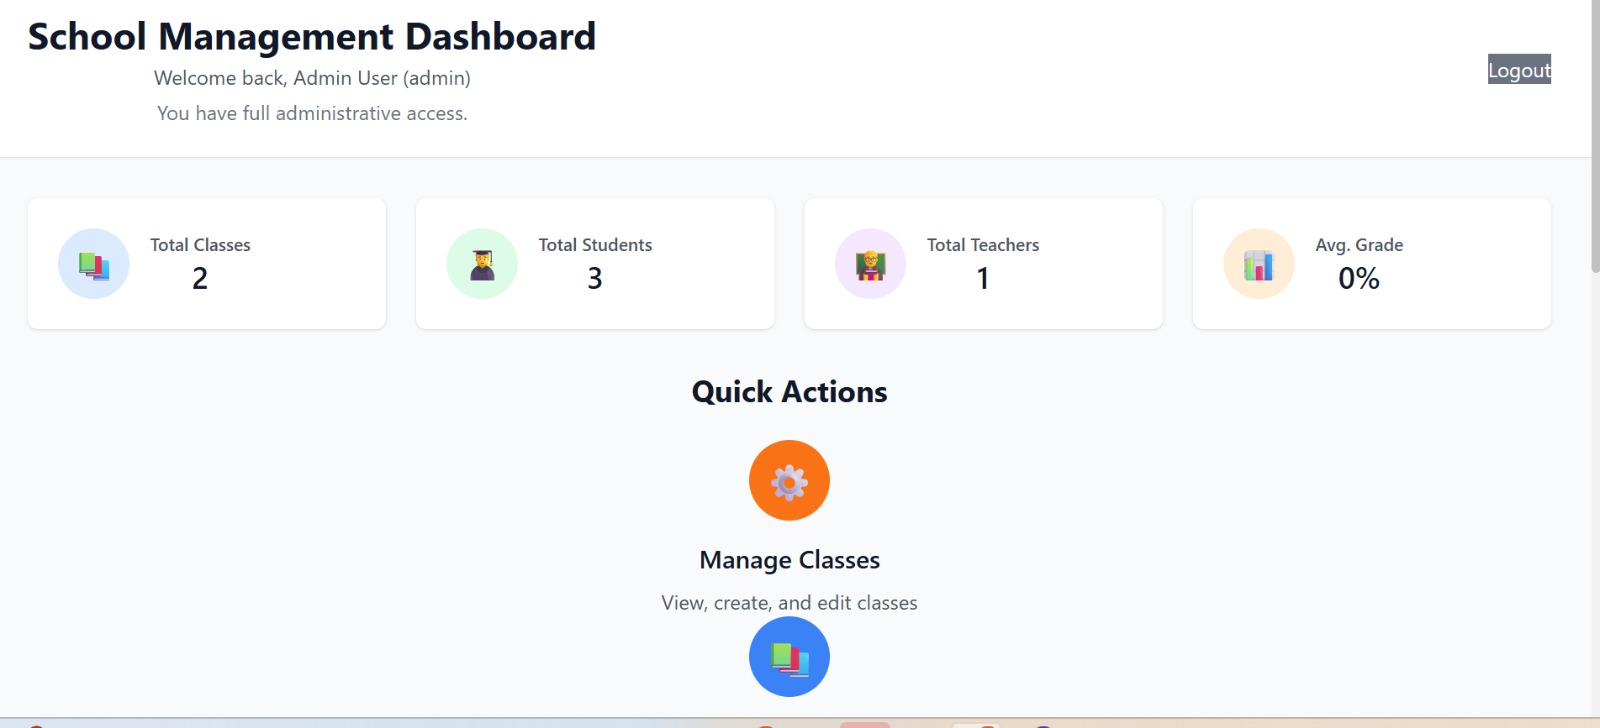 School Management Dashboard
Welcome back, Admin User (admin)
You have full administrative access.
Logout
Total Classes
2
Total Students
3
Total Teachers
1
Avg. Grade
0%
Quick Actions
Manage Classes
View, create, and edit classes